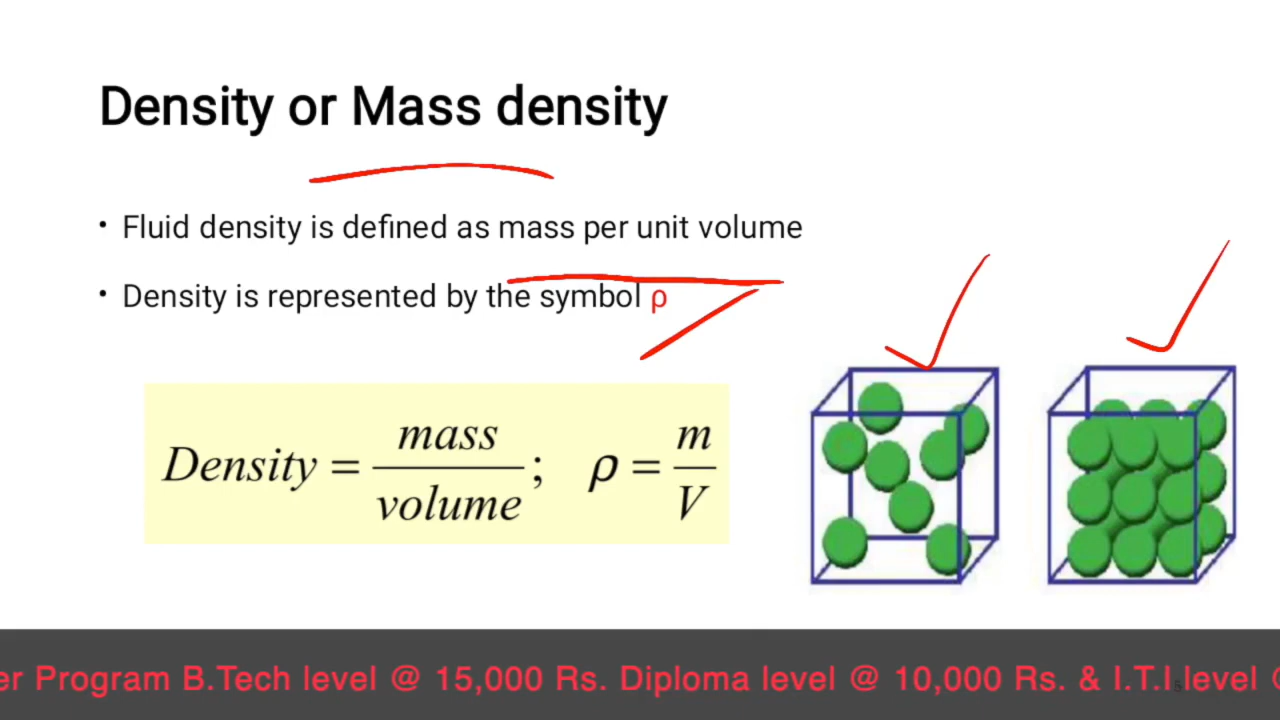 Density or Mass density
• Fluid density is defined as mass per unit volume
• Density is represented by the symbol ρ
Density = mass / volume ; ρ = m / V
er Program B.Tech level @ 15,000 Rs. Diploma level @ 10,000 Rs. & I.T.I level @